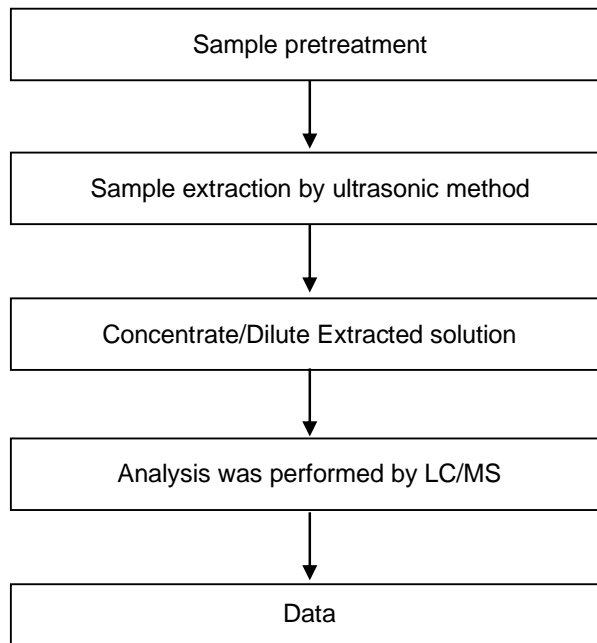 Sample pretreatment
Sample extraction by ultrasonic method
Concentrate/Dilute Extracted solution
Analysis was performed by LC/MS
Data